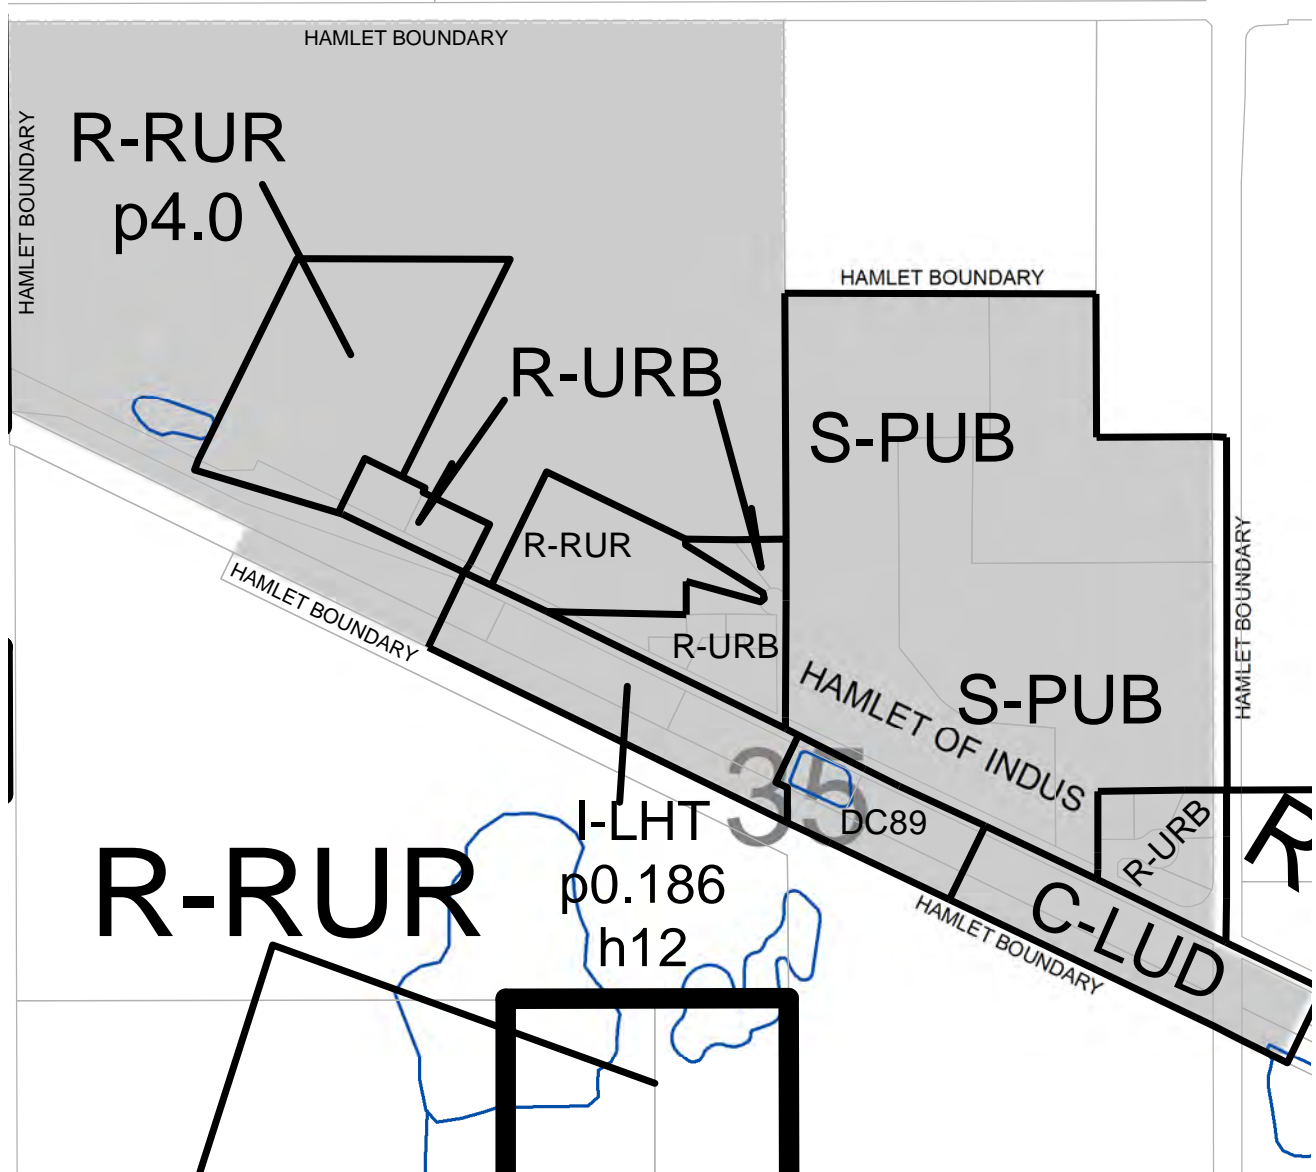 HAMLET BOUNDARY
HAMLET BOUNDARY
R-RUR
p4.0
HAMLET BOUNDARY
R-URB
S-PUB
R-RUR
HAMLET BOUNDARY
HAMLET BOUNDARY
R-URB
HAMLET OF INDUS
S-PUB
35
DC89
I-LHT
p0.186
h12
R-URB
R-RUR
C-LUD
HAMLET BOUNDARY